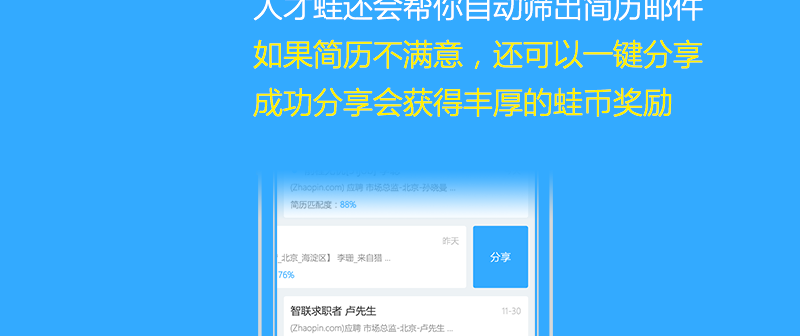 人才蛙还会帮你自动筛出简历邮件
如果简历不满意，还可以一键分享
成功分享会获得丰厚的蛙币奖励
(Zhaopin.com) 应聘 市场总监-北京-孙晓曼 ...
简历匹配度：88%
昨天
_北京_海淀区】 李珊_来自猎 ...
76%
分享
智联求职者 卢先生
11-30
(Zhaopin.com)应聘 市场总监-北京-卢先生 ...